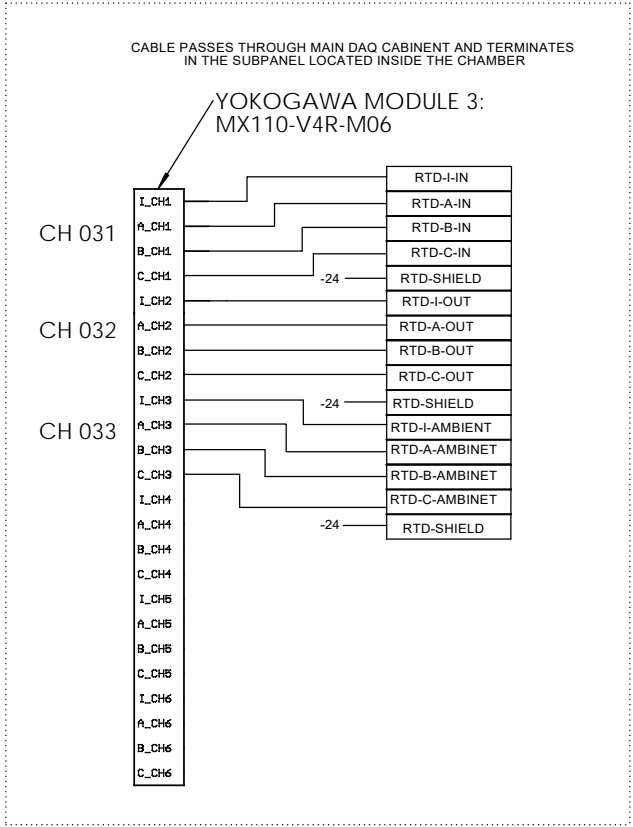 CABLE PASSES THROUGH MAIN DAQ CABINENT AND TERMINATES
IN THE SUBPANEL LOCATED INSIDE THE CHAMBER
YOKOGAWA MODULE 3:
MX110-V4R-M06
CH 031
CH 032
CH 033
I_CH1
A_CH1
B_CH1
C_CH1
I_CH2
A_CH2
B_CH2
C_CH2
I_CH3
A_CH3
B_CH3
C_CH3
I_CH4
A_CH4
B_CH4
C_CH4
I_CH5
A_CH5
B_CH5
C_CH5
I_CH6
A_CH6
B_CH6
C_CH6
RTD-I-IN
RTD-A-IN
RTD-B-IN
RTD-C-IN
-24 RTD-SHIELD
RTD-I-OUT
RTD-A-OUT
RTD-B-OUT
RTD-C-OUT
-24 RTD-SHIELD
RTD-I-AMBIENT
RTD-A-AMBINET
RTD-B-AMBINET
RTD-C-AMBINET
-24 RTD-SHIELD